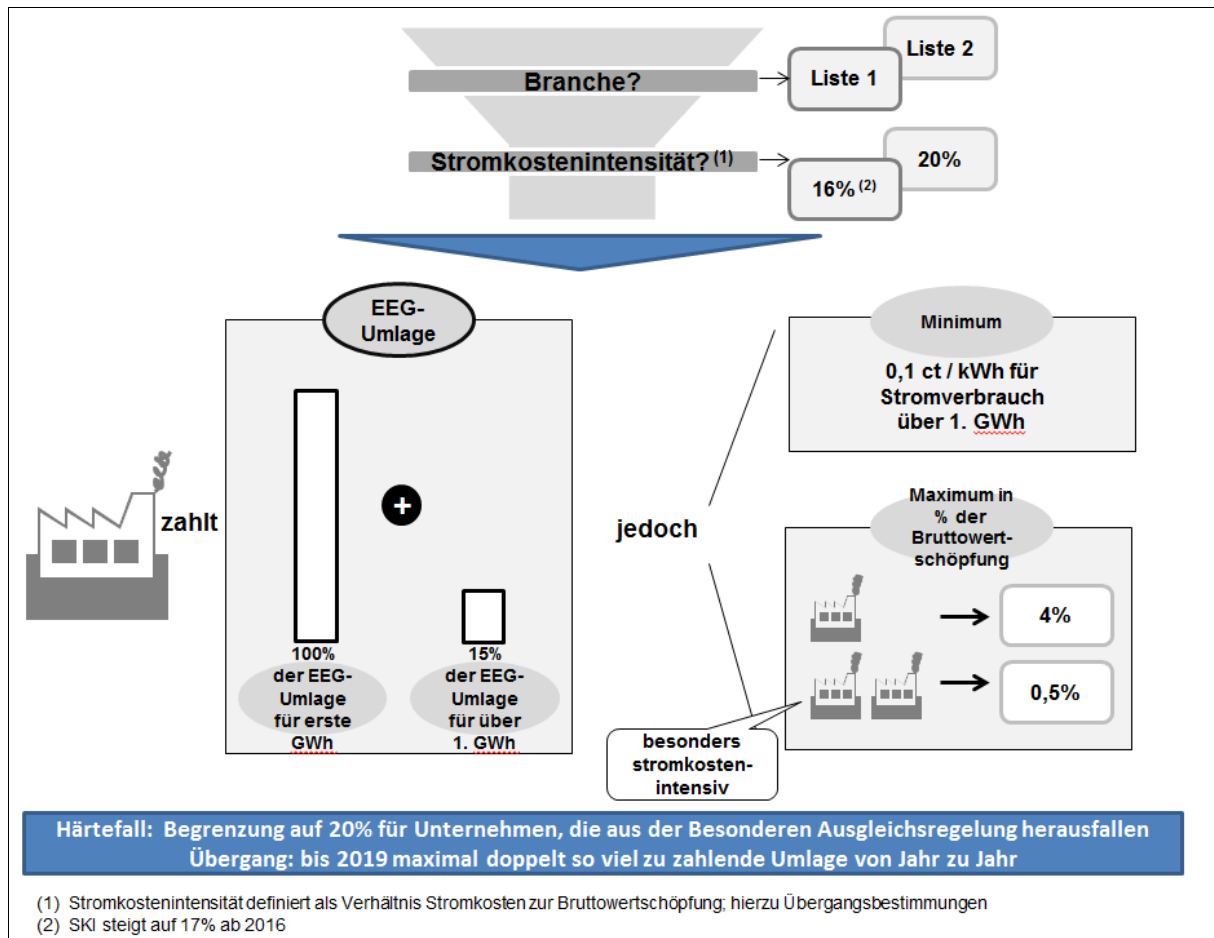 Branche?
Liste 1
Liste 2
Stromkostenintensität? (1)
16% (2)
20%
zahlt
EEG-
Umlage
+
100%
der EEG-
Umlage
für erste
GWh
15%
der EEG-
Umlage
für über
1. GWh
jedoch
Minimum
0,1 ct / kWh für
Stromverbrauch
über 1. GWh
Maximum in
% der
Bruttowert-
schöpfung
4%
0,5%
besonders
stromkosten-
intensiv
Härtefall: Begrenzung auf 20% für Unternehmen, die aus der Besonderen Ausgleichsregelung herausfallen
Übergang: bis 2019 maximal doppelt so viel zu zahlende Umlage von Jahr zu Jahr
(1) Stromkostenintensität definiert als Verhältnis Stromkosten zur Bruttowertschöpfung; hierzu Übergangsbestimmungen
(2) SKI steigt auf 17% ab 2016